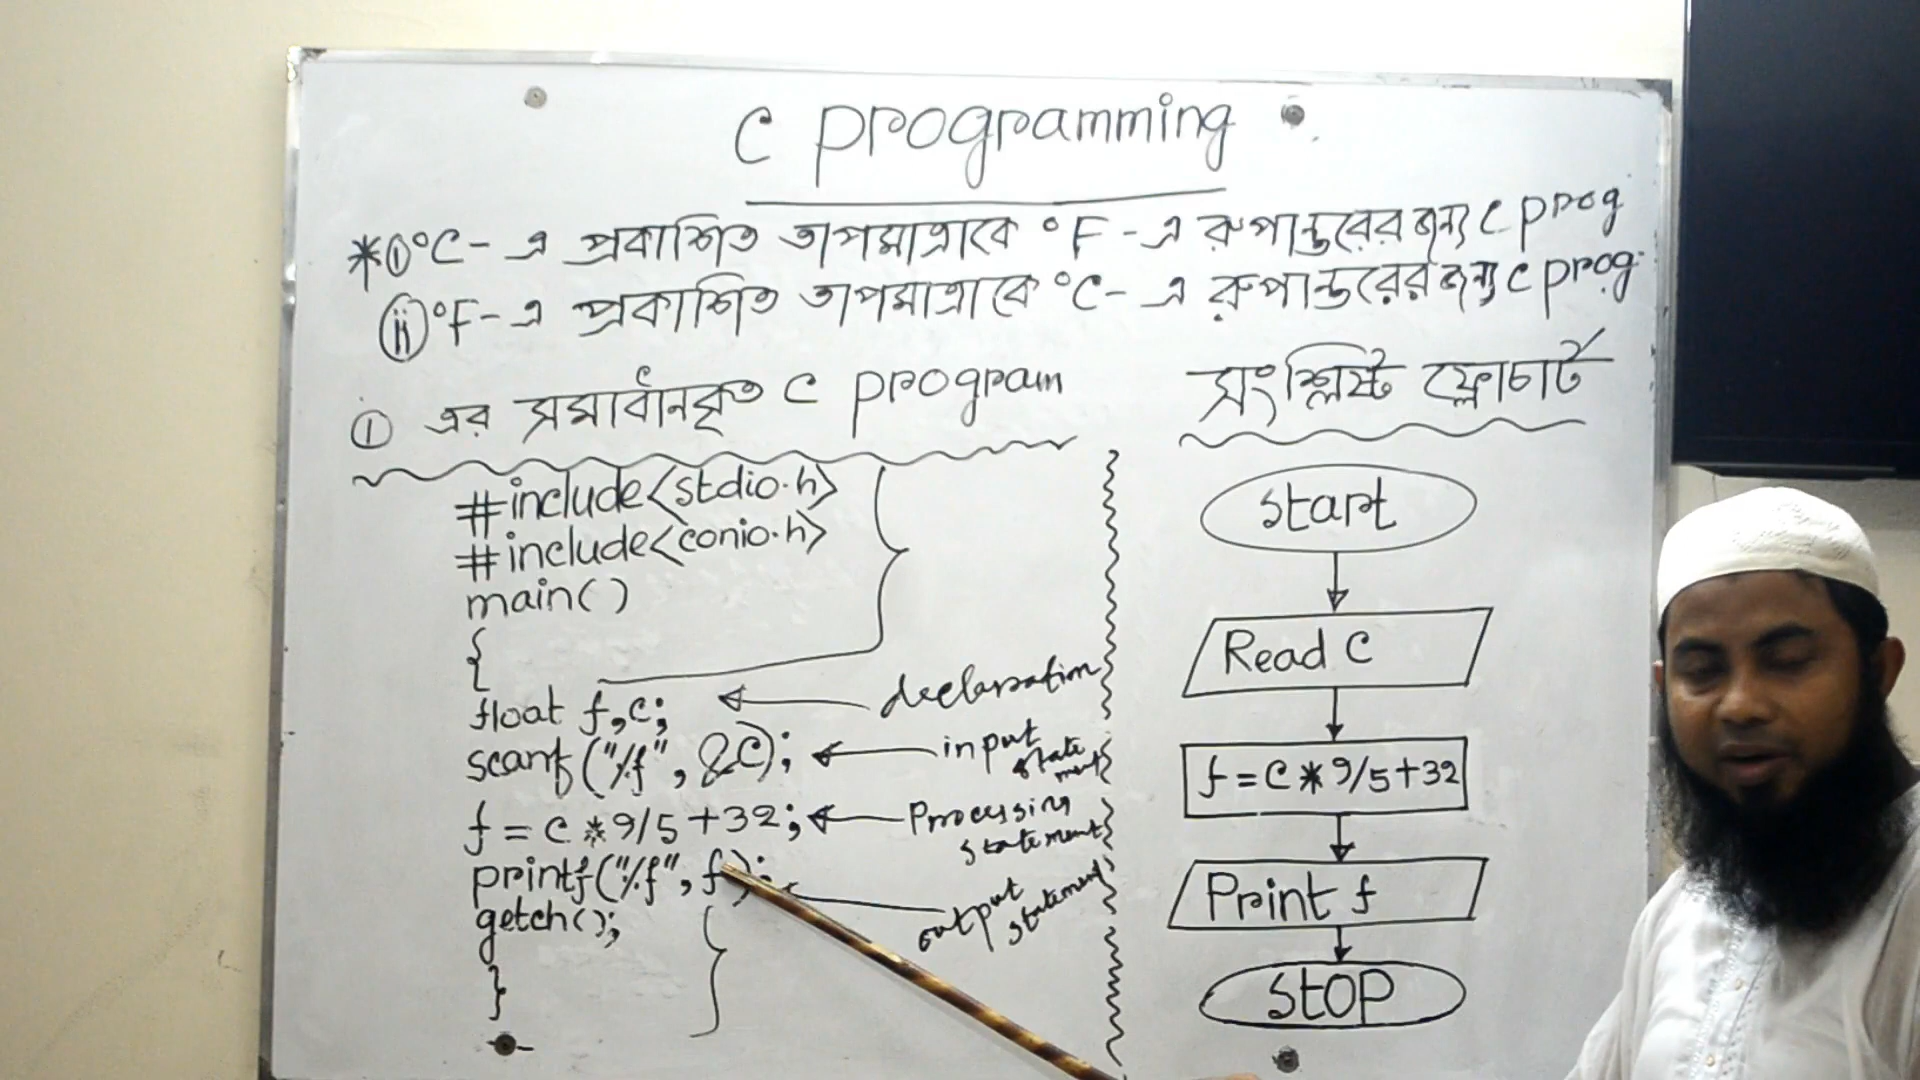 C programming
*① °C - এ প্রকাশিত তাপমাত্রাকে °F - এ রুপান্তরের জন্য C prog
ⅱ °F - এ প্রকাশিত তাপমাত্রাকে °C - এ রুপান্তরের জন্য C prog.
① এর সমাধানকৃত C program
#include<stdio.h>
#include<conio.h>
main()
{
float f,c;
declaration
scanf("%f", &C);
input statement
f = c * 9/5 +32;
Processing statement
printf("%f", f);
output statement
getch();
}
সংশ্লিষ্ট ফ্লোচার্ট
Start
Read C
f = C * 9/5+32
Print f
STOP